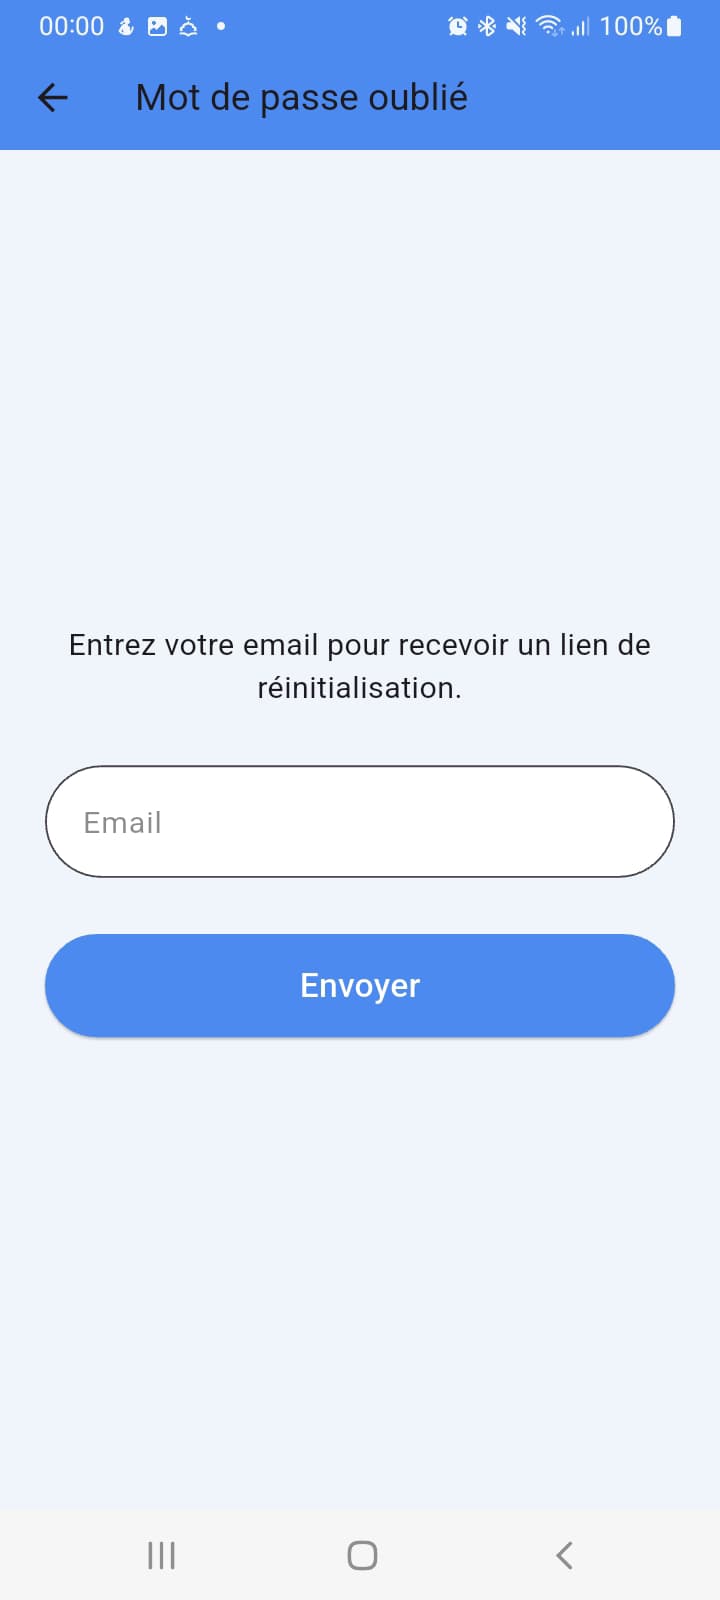 00:00
100%
Mot de passe oublié
Entrez votre email pour recevoir un lien de
réinitialisation.
Email
Envoyer